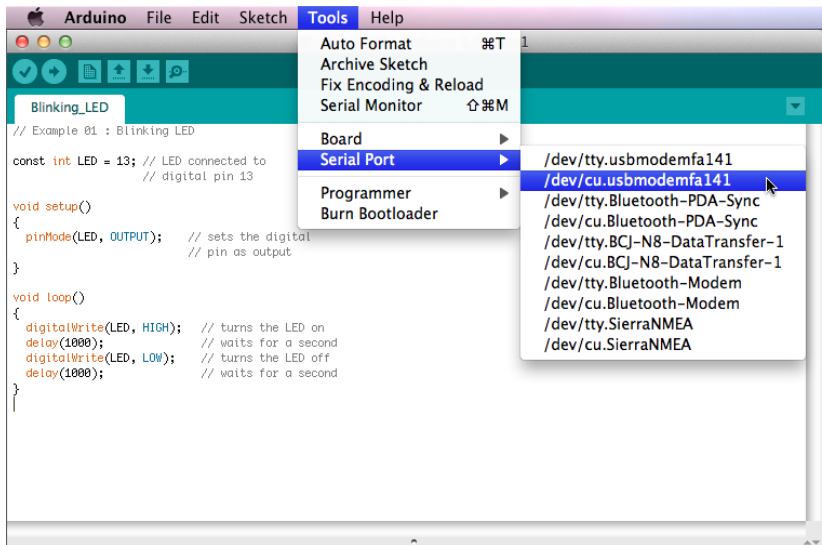 Arduino File Edit Sketch Tools Help
1
Auto Format ⌘T
Archive Sketch
Fix Encoding & Reload
Serial Monitor ⇧⌘M
Board
Serial Port
Programmer
Burn Bootloader
/dev/tty.usbmodemfa141
/dev/cu.usbmodemfa141
/dev/tty.Bluetooth-PDA-Sync
/dev/cu.Bluetooth-PDA-Sync
/dev/tty.BCJ-N8-DataTransfer-1
/dev/cu.BCJ-N8-DataTransfer-1
/dev/tty.Bluetooth-Modem
/dev/cu.Bluetooth-Modem
/dev/tty.SierraNMEA
/dev/cu.SierraNMEA
Blinking_LED
// Example 01 : Blinking LED
const int LED = 13; // LED connected to
// digital pin 13
void setup()
{
pinMode(LED, OUTPUT); // sets the digital
// pin as output
}
void loop()
{
digitalWrite(LED, HIGH); // turns the LED on
delay(1000); // waits for a second
digitalWrite(LED, LOW); // turns the LED off
delay(1000); // waits for a second
}